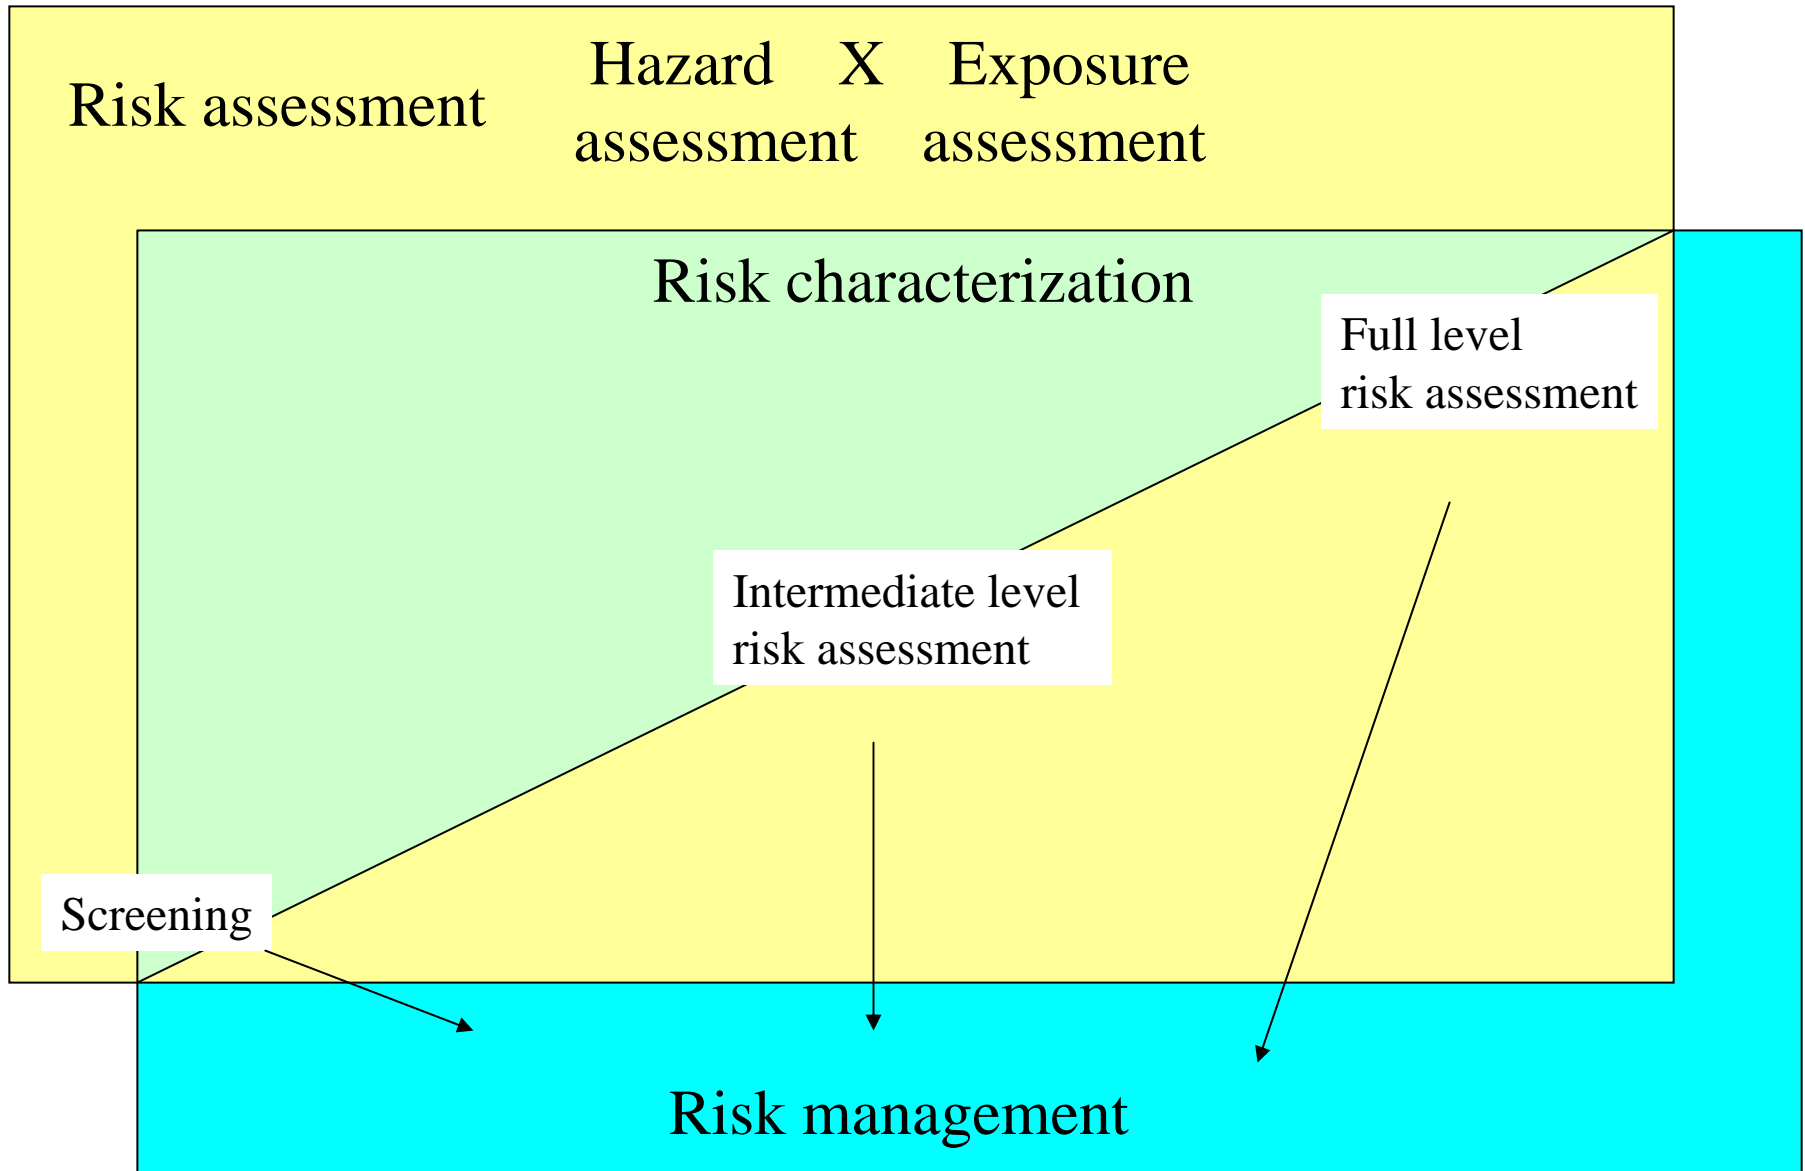 Hazard X Exposure
Risk assessment
assessment assessment
Risk characterization
Full level
risk assessment
Intermediate level
risk assessment
Screening
Risk management